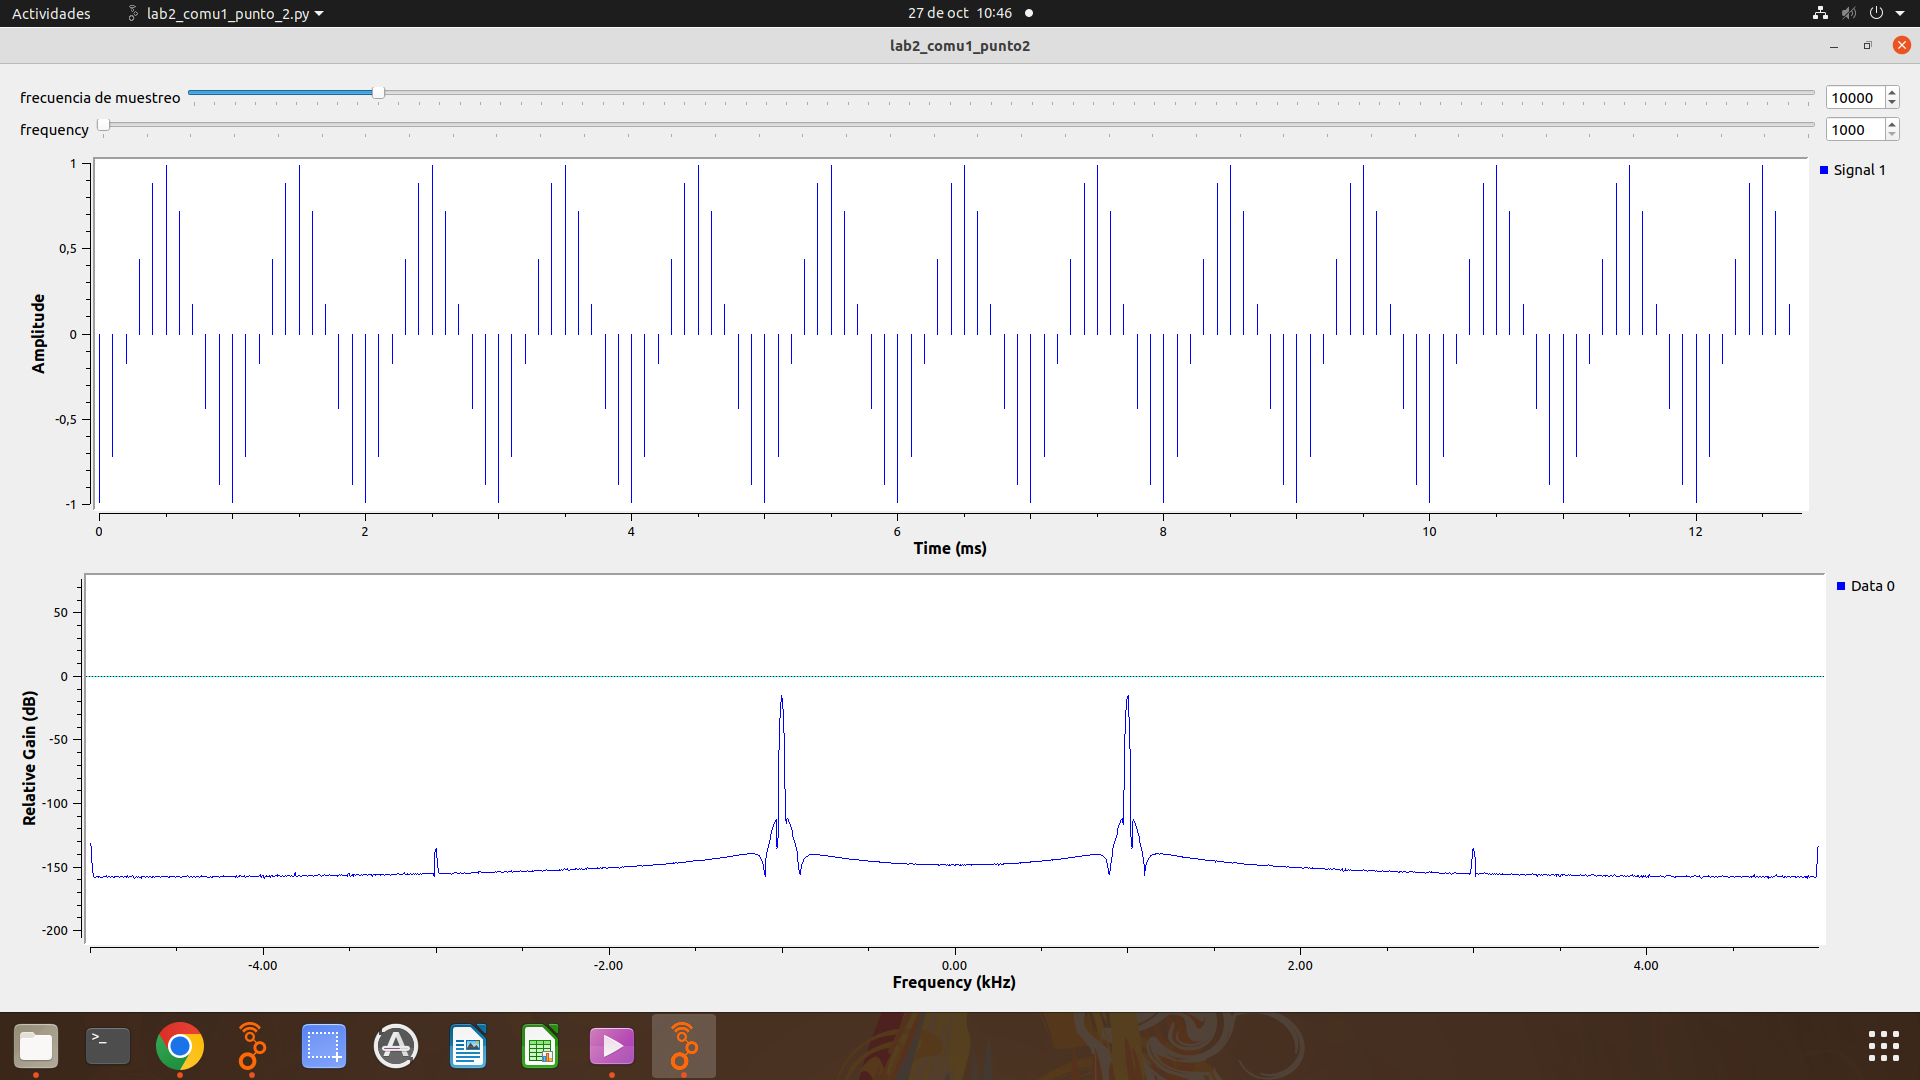 Actividades lab2_comu1_punto_2.py 27 de oct 10:46
lab2_comu1_punto2
frecuencia de muestreo 10000
frequency 1000
Signal 1
1
0,5
0
-0,5
-1
Amplitude
0 2 4 6 8 10 12
Time (ms)
Data 0
50
0
-50
-100
-150
-200
Relative Gain (dB)
-4.00 -2.00 0.00 2.00 4.00
Frequency (kHz)
>_